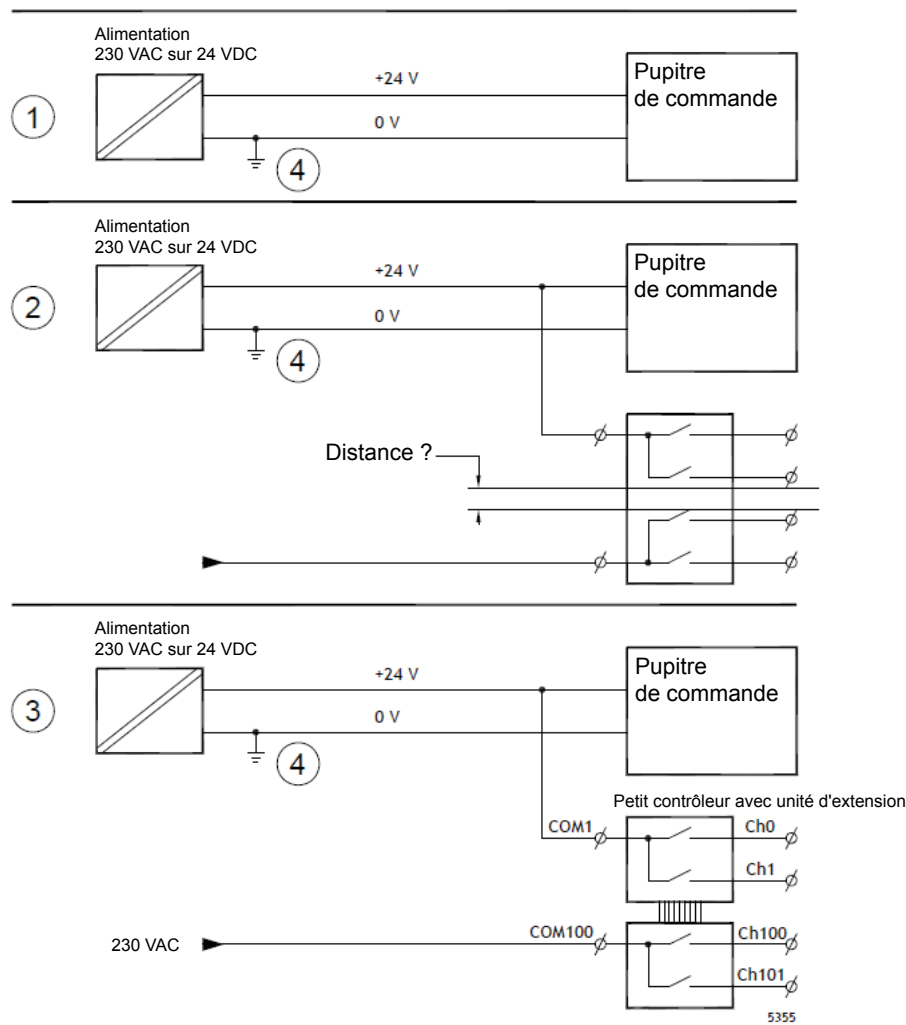 Alimentation
230 VAC sur 24 VDC
+24 V
0 V
Pupitre
de commande
1
4
Alimentation
230 VAC sur 24 VDC
+24 V
0 V
Pupitre
de commande
2
4
Distance ?
Alimentation
230 VAC sur 24 VDC
+24 V
0 V
Pupitre
de commande
3
4
Petit contrôleur avec unité d'extension
COM1
Ch0
Ch1
230 VAC
COM100
Ch100
Ch101
5355